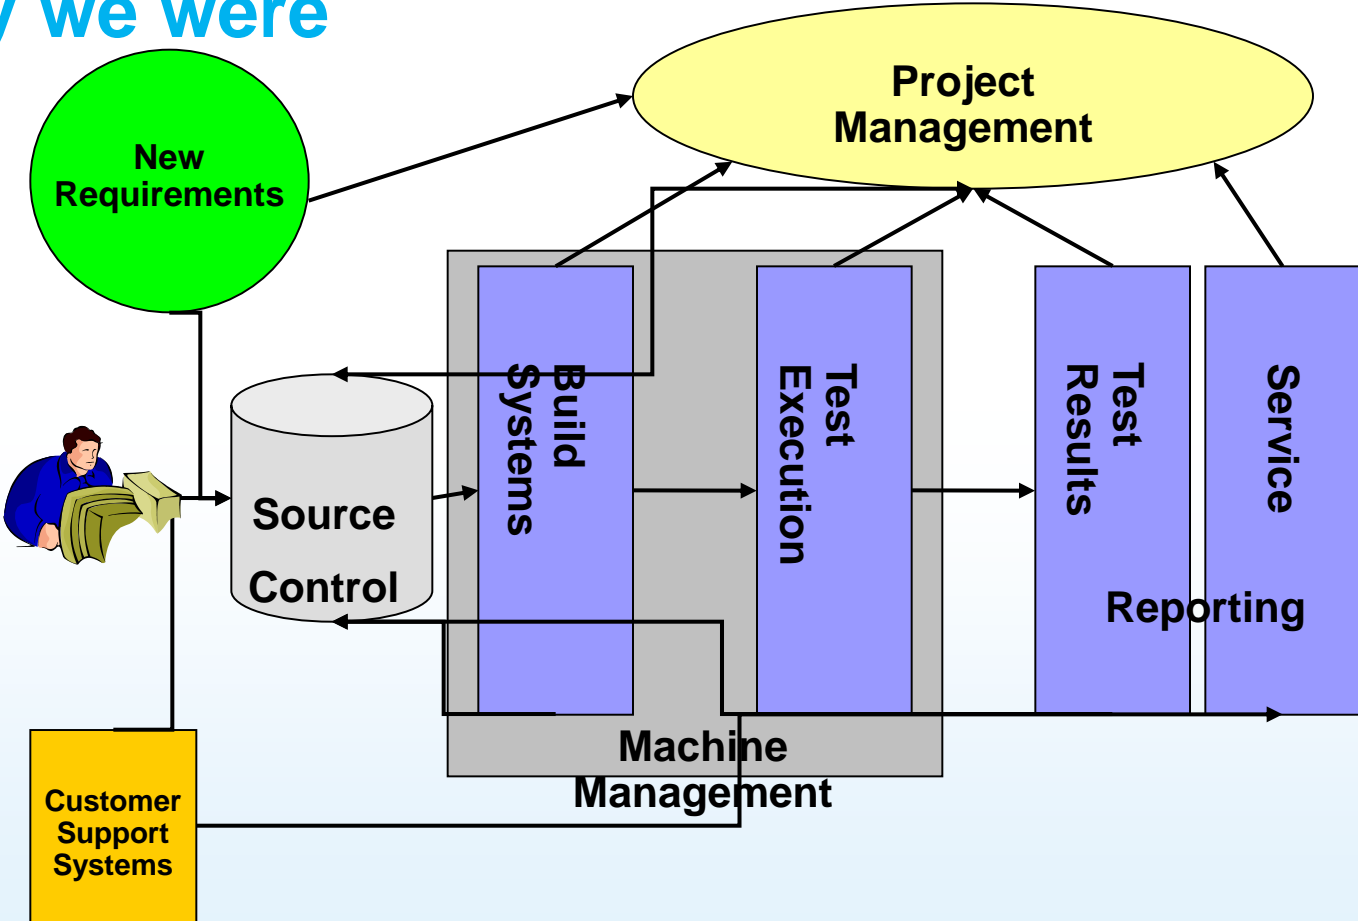 y we were
New
Requirements
Project
Management
Build
Systems
Test
Execution
Test
Results
Service
Source
Control
Reporting
Machine
Management
Customer
Support
Systems